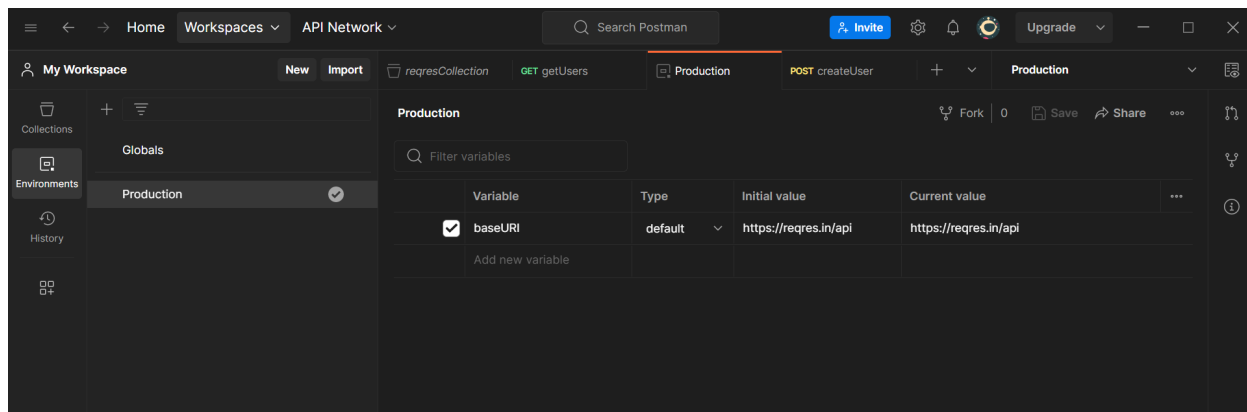 Home Workspaces API Network Search Postman Invite Upgrade
My Workspace New Import reqresCollection GET getUsers Production POST createUser Production
Collections
Environments
History
Globals
Production
Production Fork 0 Save Share
Filter variables
Variable Type Initial value Current value
baseURI default https://reqres.in/api https://reqres.in/api
Add new variable